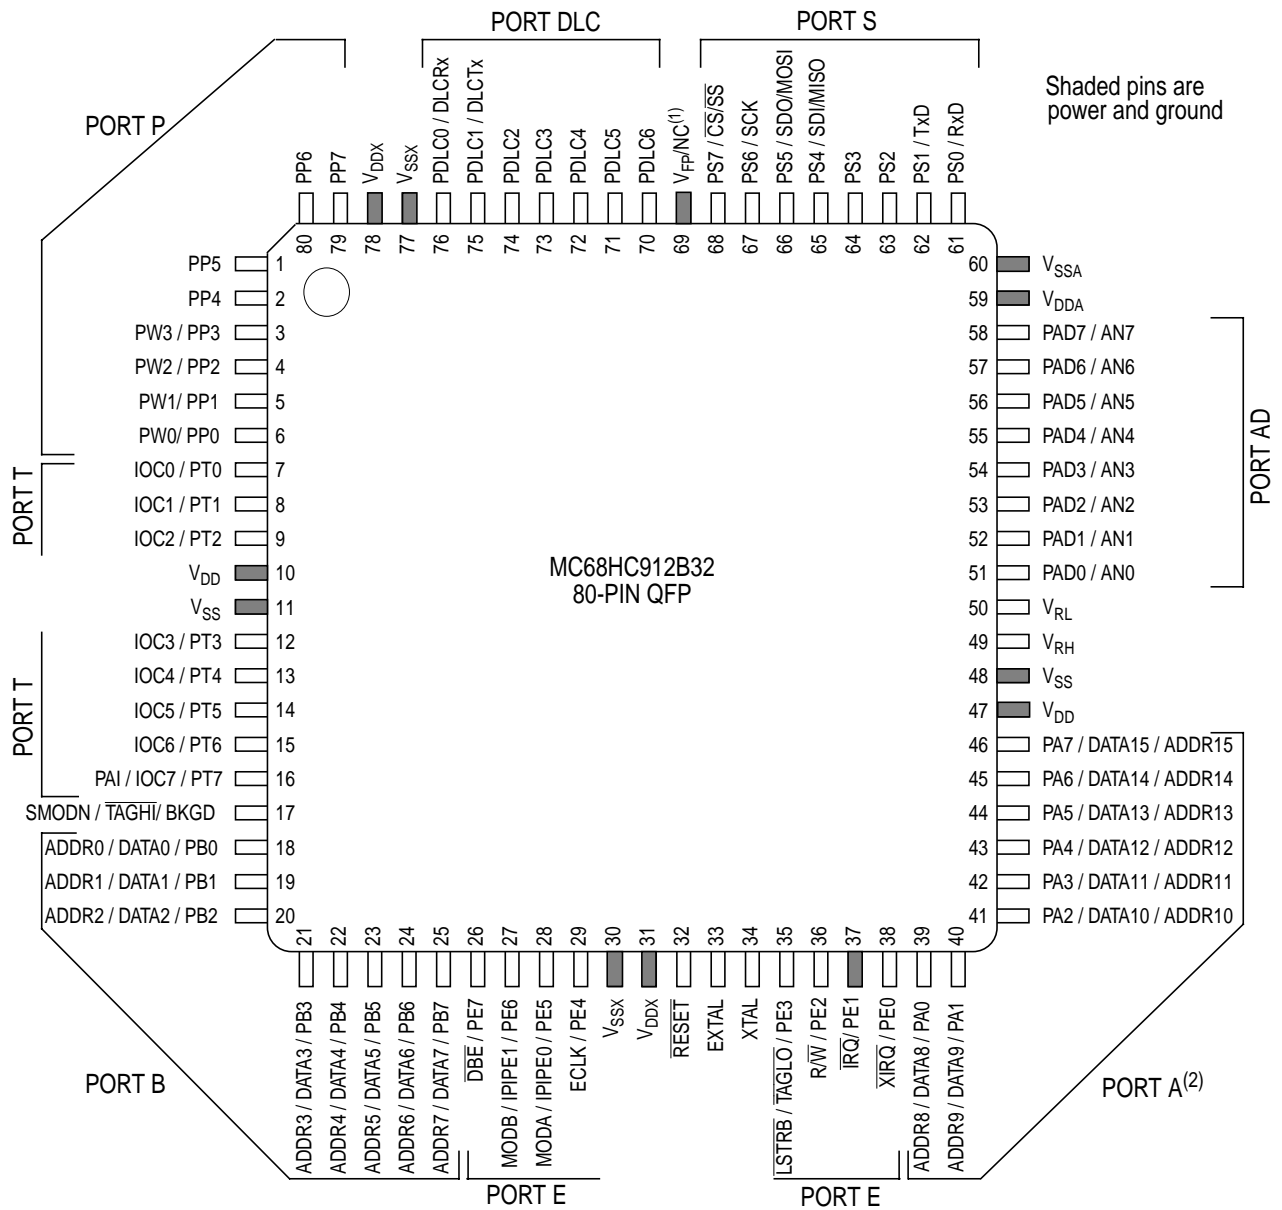 PORT DLC
PORT S
Shaded pins are
power and ground
PORT P
PP6
PP7
VDDX
VSSX
PDLC0 / DLCRx
PDLC1 / DLCTx
PDLC2
PDLC3
PDLC4
PDLC5
PDLC6
VFP/NC(1)
PS7 / CS/SS
PS6 / SCK
PS5 / SDO/MOSI
PS4 / SDI/MISO
PS3
PS2
PS1 / TxD
PS0 / RxD
80
79
78
77
76
75
74
73
72
71
70
69
68
67
66
65
64
63
62
61
PP5 1
PP4 2
PW3 / PP3 3
PW2 / PP2 4
PW1/ PP1 5
PW0/ PP0 6
PORT T
IOC0 / PT0 7
IOC1 / PT1 8
IOC2 / PT2 9
VDD 10
VSS 11
PORT T
IOC3 / PT3 12
IOC4 / PT4 13
IOC5 / PT5 14
IOC6 / PT6 15
PAI / IOC7 / PT7 16
SMODN / TAGHI/ BKGD 17
ADDR0 / DATA0 / PB0 18
ADDR1 / DATA1 / PB1 19
ADDR2 / DATA2 / PB2 20
MC68HC912B32
80-PIN QFP
60 VSSA
59 VDDA
58 PAD7 / AN7
57 PAD6 / AN6
56 PAD5 / AN5
55 PAD4 / AN4
54 PAD3 / AN3
53 PAD2 / AN2
52 PAD1 / AN1
51 PAD0 / AN0
PORT AD
50 VRL
49 VRH
48 VSS
47 VDD
46 PA7 / DATA15 / ADDR15
45 PA6 / DATA14 / ADDR14
44 PA5 / DATA13 / ADDR13
43 PA4 / DATA12 / ADDR12
42 PA3 / DATA11 / ADDR11
41 PA2 / DATA10 / ADDR10
21
22
23
24
25
26
27
28
29
30
31
32
33
34
35
36
37
38
39
40
ADDR3 / DATA3 / PB3
ADDR4 / DATA4 / PB4
ADDR5 / DATA5 / PB5
ADDR6 / DATA6 / PB6
ADDR7 / DATA7 / PB7
DBE / PE7
MODB / IPIPE1 / PE6
MODA / IPIPE0 / PE5
ECLK / PE4
VSSX
VDDX
RESET
EXTAL
XTAL
LSTRB / TAGLO / PE3
R/W / PE2
IRQ/ PE1
XIRQ / PE0
ADDR8 / DATA8 / PA0
ADDR9 / DATA9 / PA1
PORT B
PORT A(2)
PORT E
PORT E